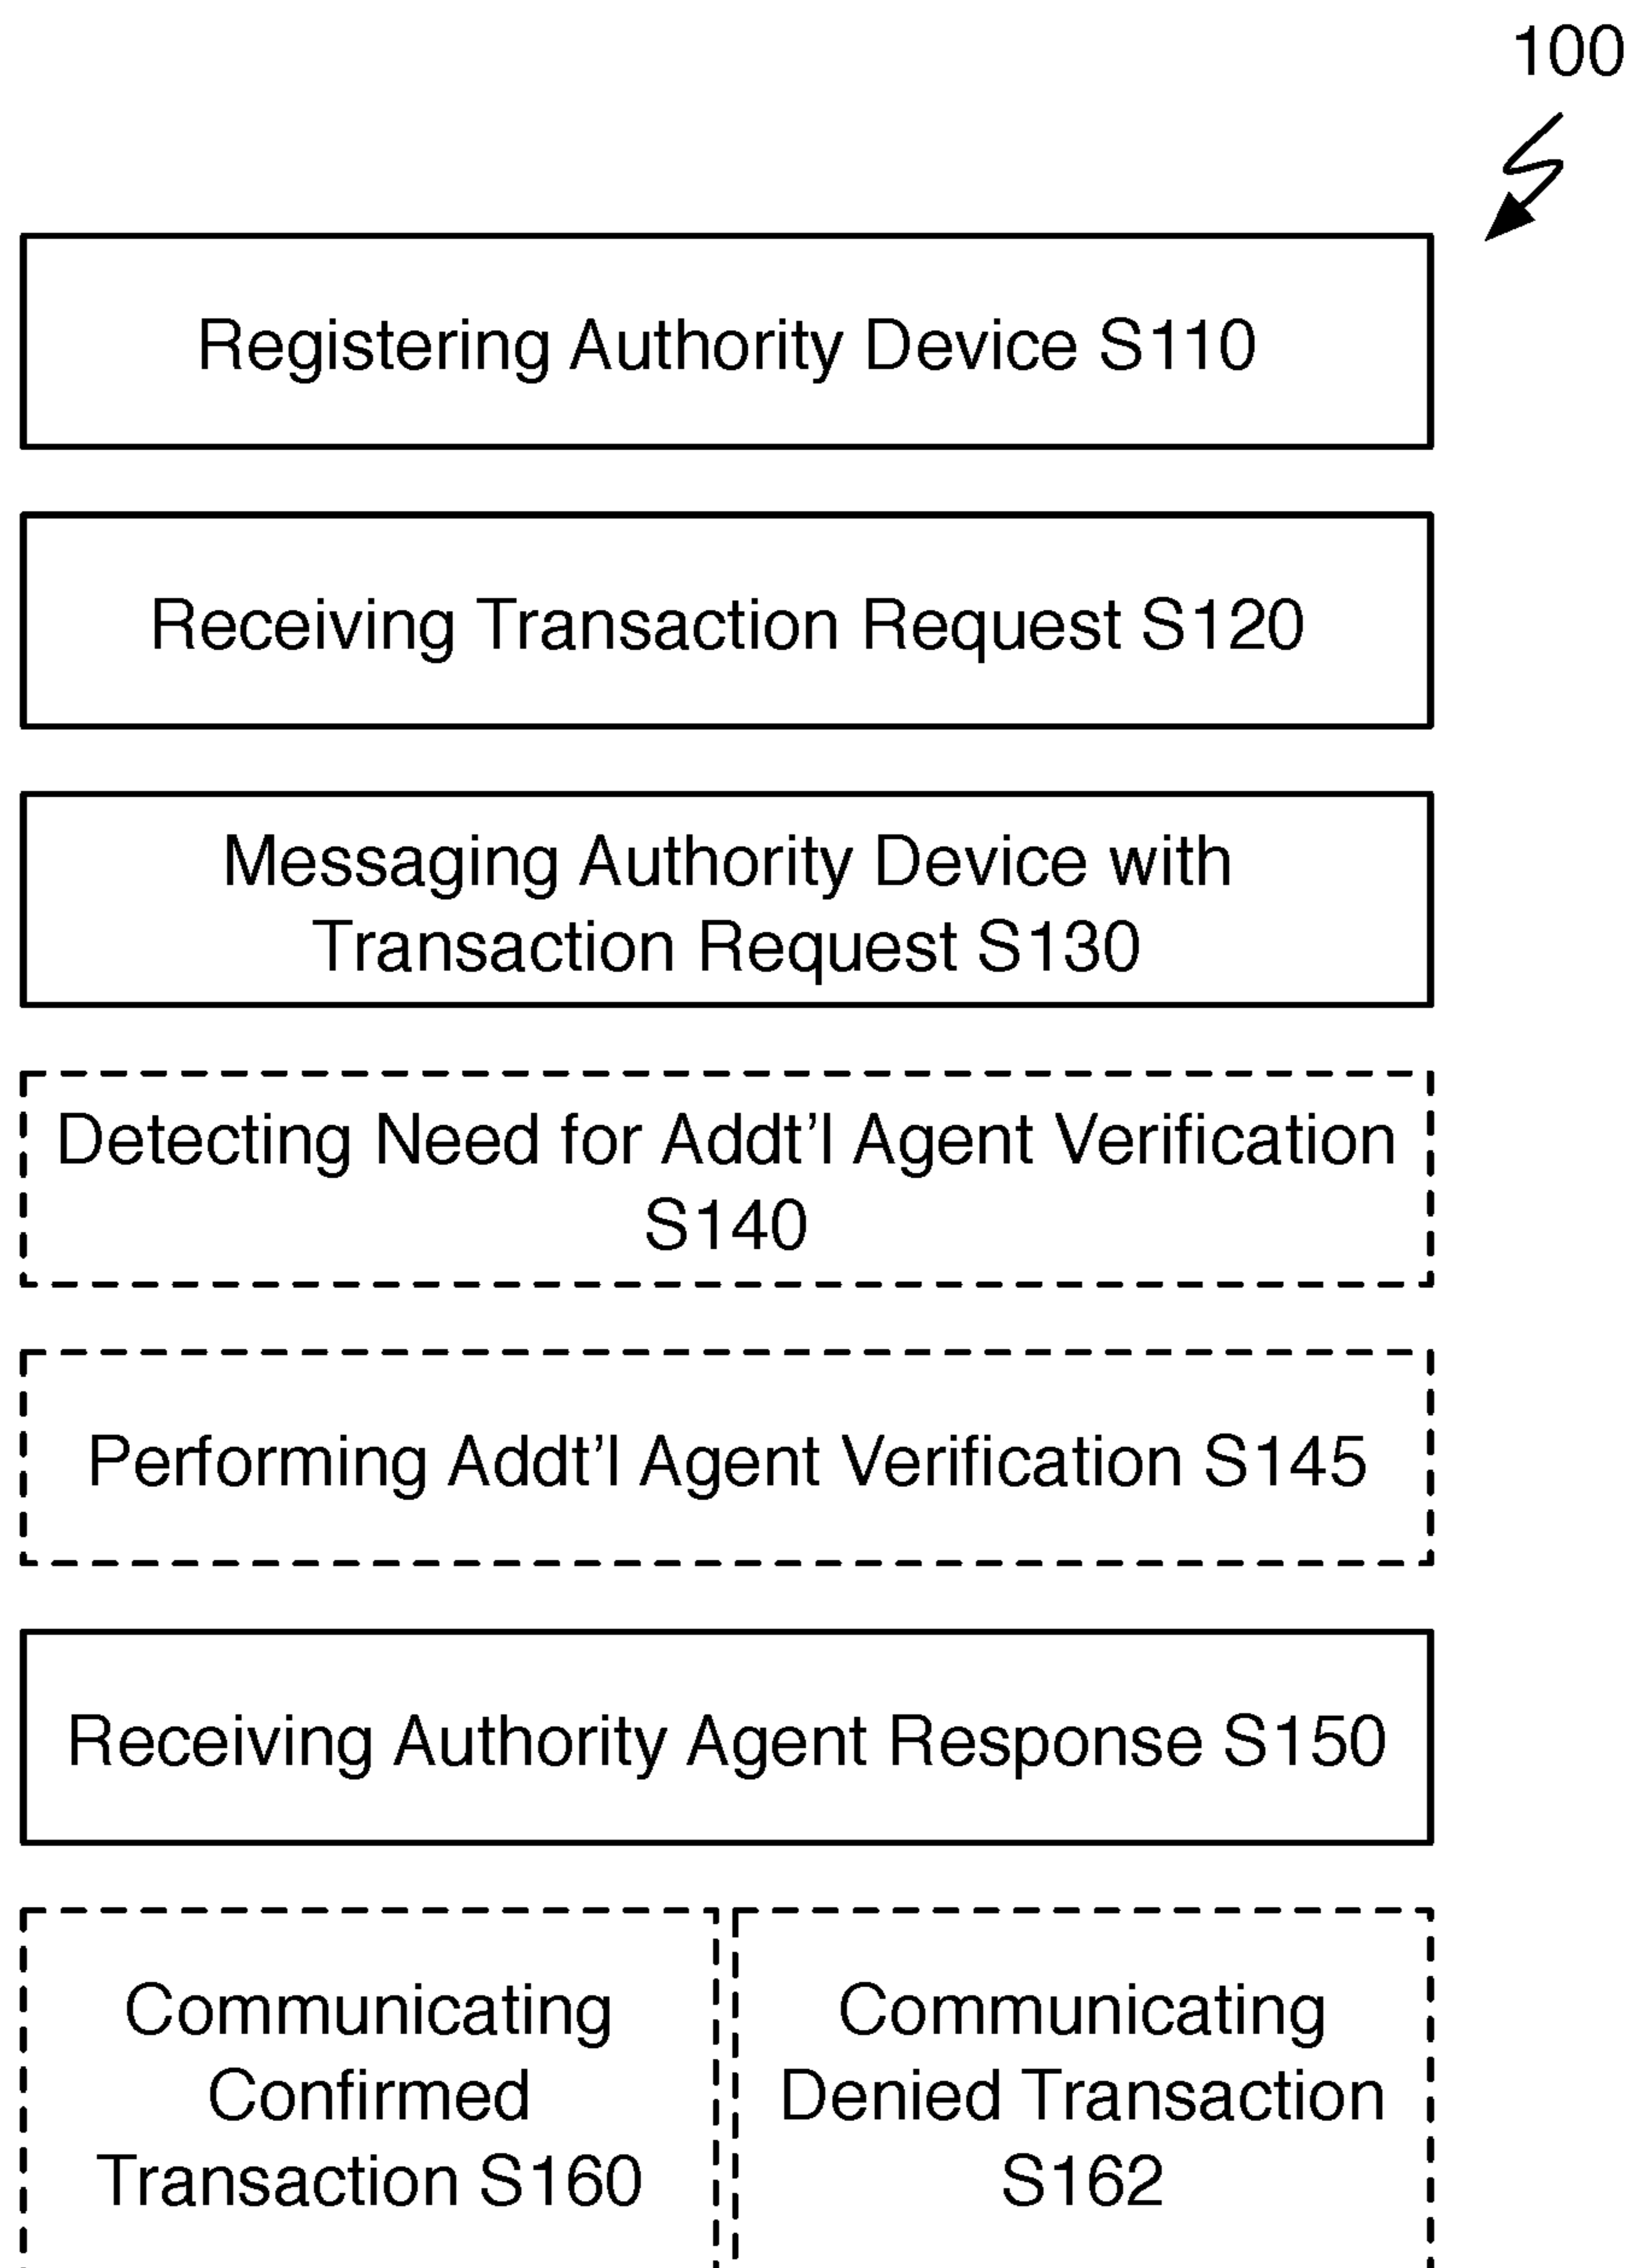 100
Registering Authority Device S110
Receiving Transaction Request S120
Messaging Authority Device with
Transaction Request S130
Detecting Need for Addt'l Agent Verification
S140
Performing Addt'l Agent Verification S145
Receiving Authority Agent Response S150
Communicating
Confirmed
Transaction S160
Communicating
Denied Transaction
S162